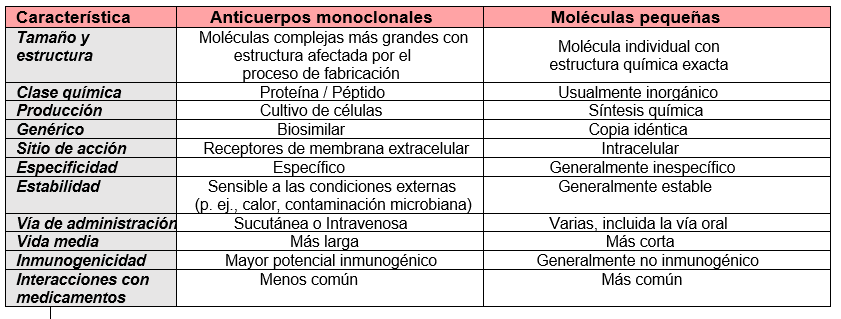 Característica Anticuerpos monoclonales Moléculas pequeñas
Tamaño y estructura Moléculas complejas más grandes con estructura afectada por el proceso de fabricación Molécula individual con estructura química exacta
Clase química Proteína / Péptido Usualmente inorgánico
Producción Cultivo de células Síntesis química
Genérico Biosimilar Copia idéntica
Sitio de acción Receptores de membrana extracelular Intracelular
Especificidad Específico Generalmente inespecífico
Estabilidad Sensible a las condiciones externas (p. ej., calor, contaminación microbiana) Generalmente estable
Vía de administración Sucutánea o Intravenosa Varias, incluida la vía oral
Vida media Más larga Más corta
Inmunogenicidad Mayor potencial inmunogénico Generalmente no inmunogénico
Interacciones con medicamentos Menos común Más común